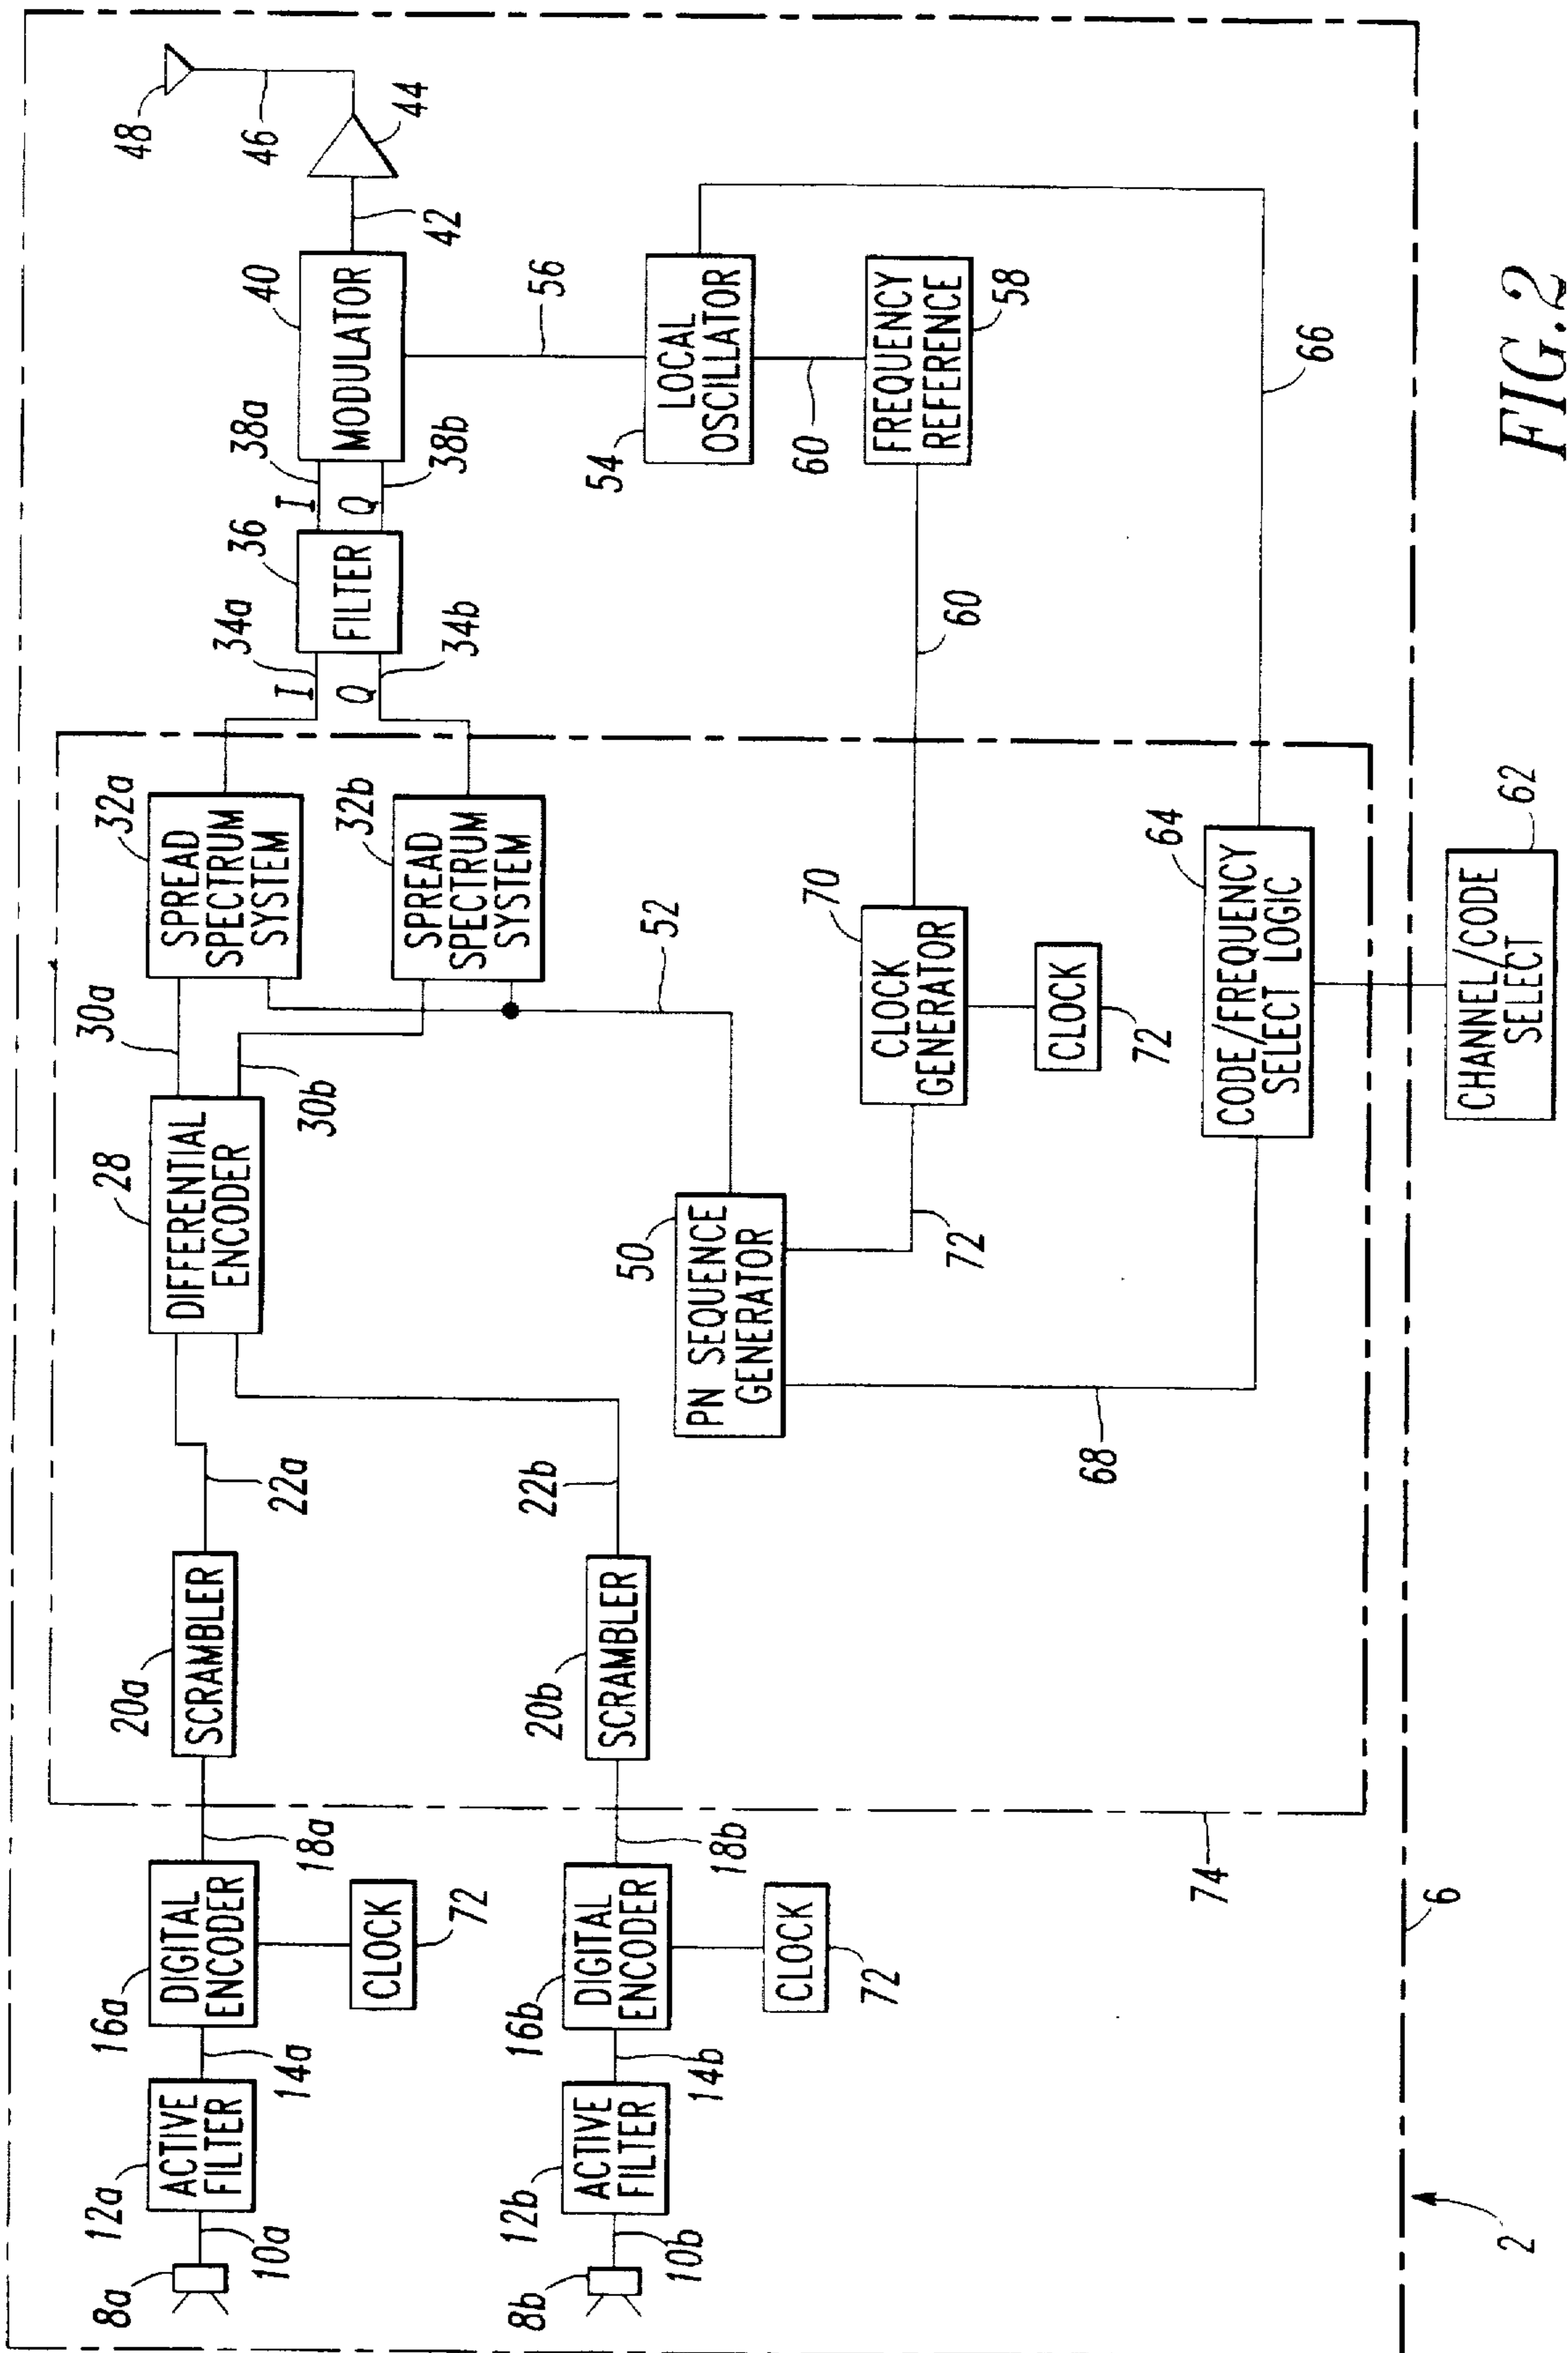 8a
10a
12a
ACTIVE
FILTER
14a
16a
DIGITAL
ENCODER
CLOCK
72
18a
20a
SCRAMBLER
22a
28
DIFFERENTIAL
ENCODER
30a
30b
32a
SPREAD
SPECTRUM
SYSTEM
34a
I
Q
34b
36
FILTER
38a
I
Q
38b
40
MODULATOR
42
44
46
48
8b
10b
12b
ACTIVE
FILTER
14b
16b
DIGITAL
ENCODER
CLOCK
72
18b
20b
SCRAMBLER
22b
32b
SPREAD
SPECTRUM
SYSTEM
52
50
PN SEQUENCE
GENERATOR
72
68
70
CLOCK
GENERATOR
CLOCK
72
60
54
LOCAL
OSCILLATOR
56
60
FREQUENCY
REFERENCE
58
64
CODE/FREQUENCY
SELECT LOGIC
66
74
6
2
62
CHANNEL/CODE
SELECT
FIG.2